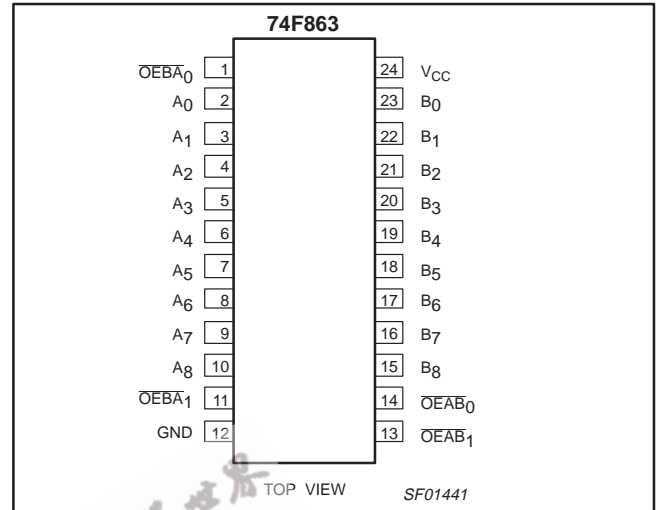 74F863
OEBA0 1 24 VCC
A0 2 23 B0
A1 3 22 B1
A2 4 21 B2
A3 5 20 B3
A4 6 19 B4
A5 7 18 B5
A6 8 17 B6
A7 9 16 B7
A8 10 15 B8
OEBA1 11 14 OEAB0
GND 12 13 OEAB1
TOP VIEW SF01441